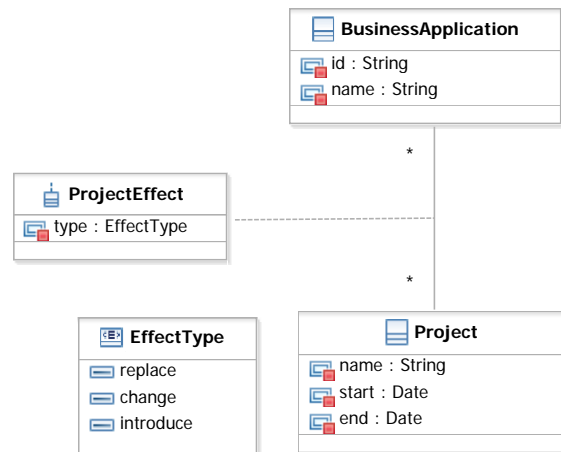 BusinessApplication
id : String
name : String
*
ProjectEffect
type : EffectType
*
<E>
EffectType
replace
change
introduce
Project
name : String
start : Date
end : Date